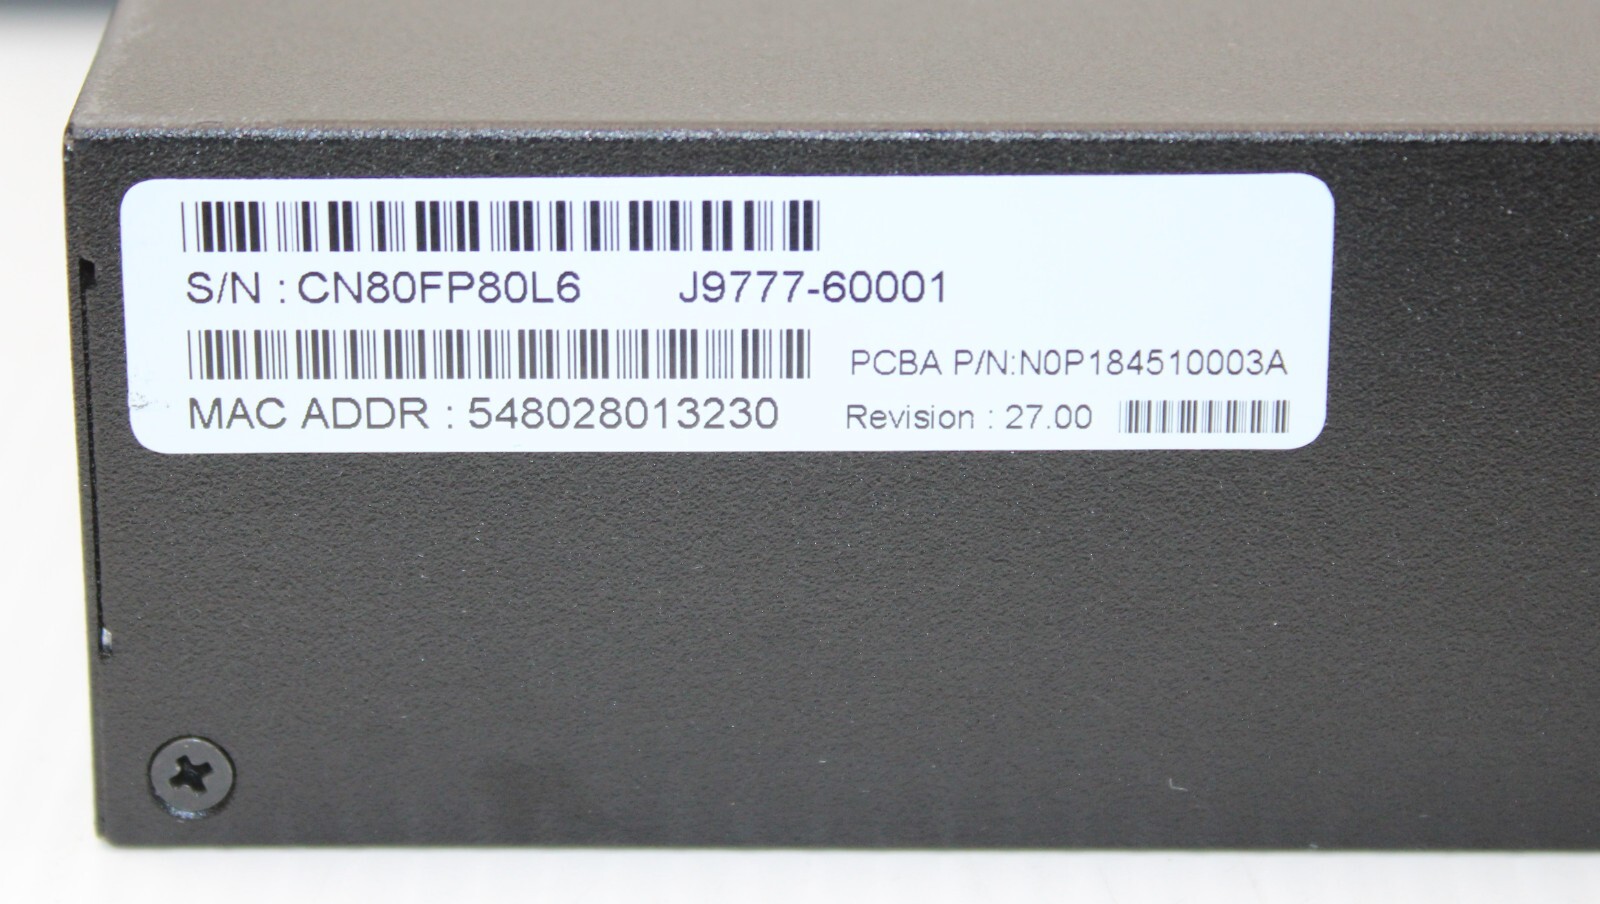 S/N : CN80FP80L6 J9777-60001
PCBA P/N:N0P184510003A
MAC ADDR : 548028013230 Revision : 27.00